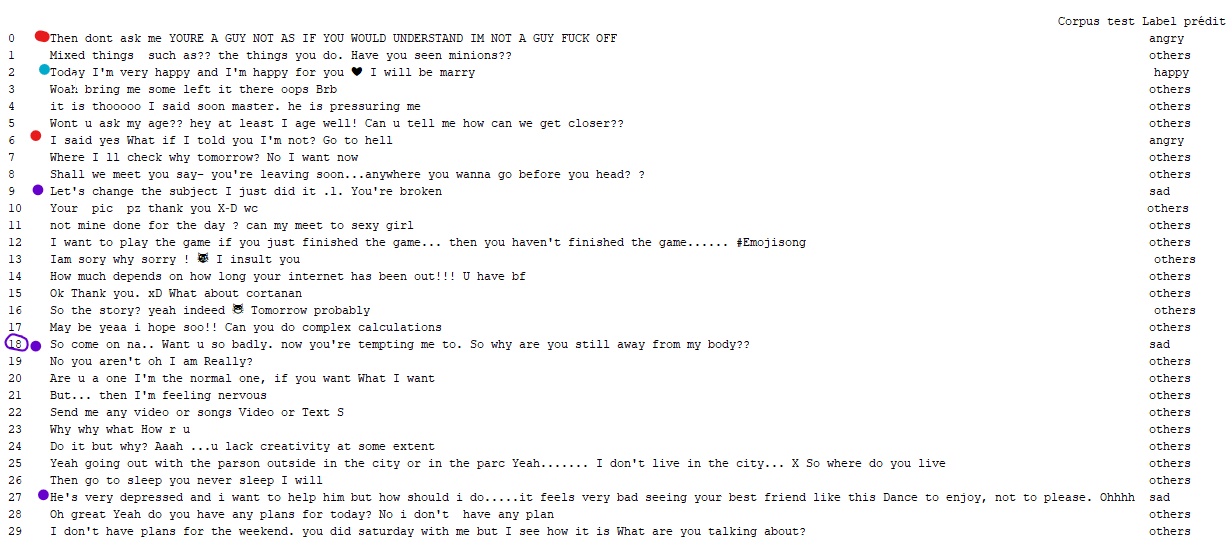 Corpus test Label prédit
0 Then dont ask me YOURE A GUY NOT AS IF YOU WOULD UNDERSTAND IM NOT A GUY FUCK OFF angry
1 Mixed things such as?? the things you do. Have you seen minions?? others
2 Today I'm very happy and I'm happy for you ♥ I will be marry happy
3 Woah bring me some left it there oops Brb others
4 it is thooooo I said soon master. he is pressuring me others
5 Wont u ask my age?? hey at least I age well! Can u tell me how can we get closer?? others
6 I said yes What if I told you I'm not? Go to hell angry
7 Where I ll check why tomorrow? No I want now others
8 Shall we meet you say- you're leaving soon...anywhere you wanna go before you head? ? others
9 Let's change the subject I just did it .l. You're broken sad
10 Your pic pz thank you X-D wc others
11 not mine done for the day ? can my meet to sexy girl others
12 I want to play the game if you just finished the game... then you haven't finished the game...... #Emojisong others
13 Iam sory why sorry ! 😈 I insult you others
14 How much depends on how long your internet has been out!!! U have bf others
15 Ok Thank you. xD What about cortanan others
16 So the story? yeah indeed 😈 Tomorrow probably others
17 May be yeaa i hope soo!! Can you do complex calculations others
18 So come on na.. Want u so badly. now you're tempting me to. So why are you still away from my body?? sad
19 No you aren't oh I am Really? others
20 Are u a one I'm the normal one, if you want What I want others
21 But... then I'm feeling nervous others
22 Send me any video or songs Video or Text S others
23 Why why what How r u others
24 Do it but why? Aaah ...u lack creativity at some extent others
25 Yeah going out with the parson outside in the city or in the parc Yeah....... I don't live in the city... X So where do you live others
26 Then go to sleep you never sleep I will others
27 He's very depressed and i want to help him but how should i do.....it feels very bad seeing your best friend like this Dance to enjoy, not to please. Ohhhh sad
28 Oh great Yeah do you have any plans for today? No i don't have any plan others
29 I don't have plans for the weekend. you did saturday with me but I see how it is What are you talking about? others